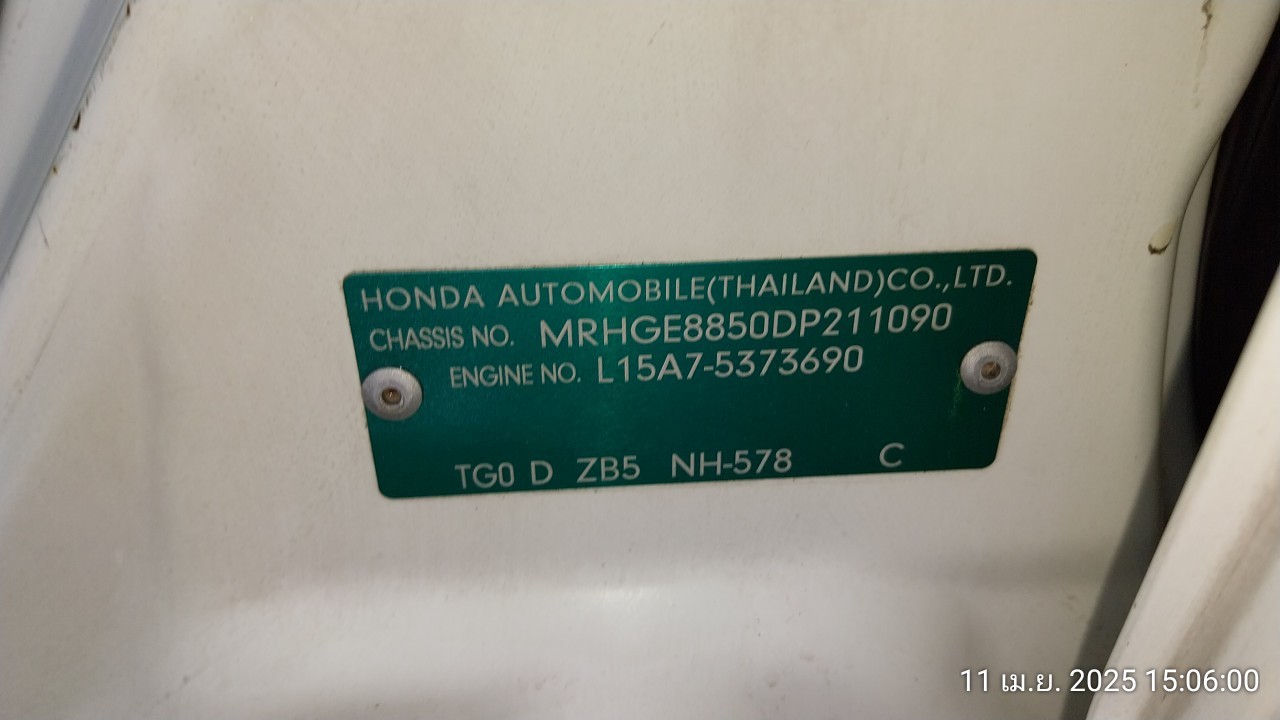 HONDA AUTOMOBILE(THAILAND)CO.,LTD.
CHASSIS NO. MRHGE8850DP211090
ENGINE NO. L15A7-5373690
TG0 D ZB5 NH-578 C
11 เม.ย. 2025 15:06:00